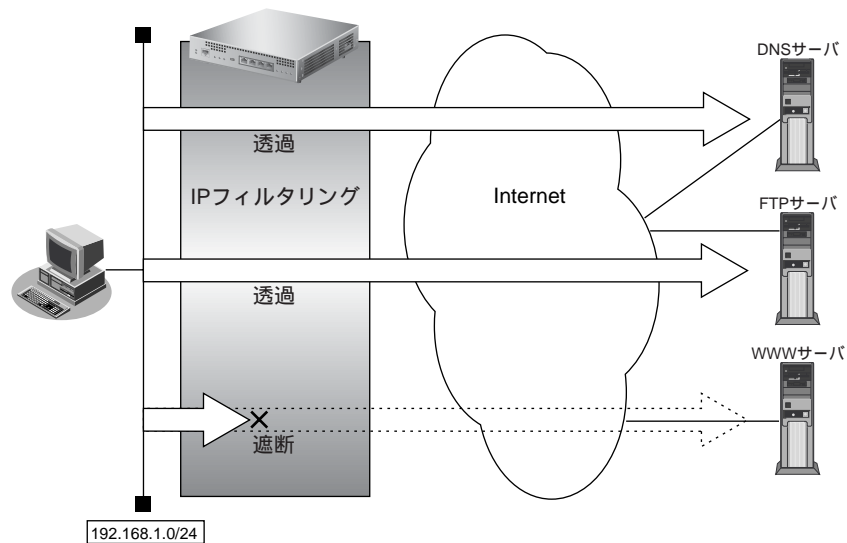 DNSサーバ
透過
IPフィルタリング
Internet
FTPサーバ
透過
WWWサーバ
遮断
192.168.1.0/24